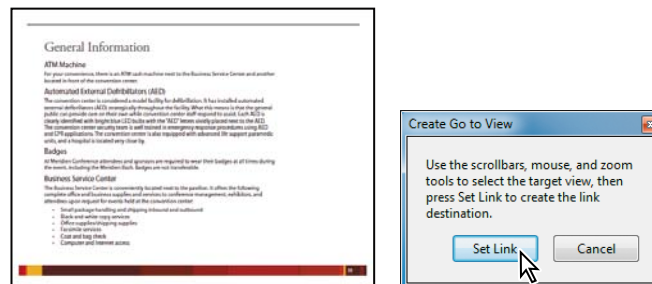 General Information
ATM Machine
For your convenience, there is an ATM cash machine next to the Business Service Center and another
located in front of the convention center.
Automated External Defribillators (AED)
The convention center is considered a model facility for defibrillation. It has installed automated
external defibrillators (AED) strategically throughout the facility. What this means is that the general
public can provide care on their own while convention center staff respond to assist. Each AED is
clearly identified with bright blue LED bulbs with the "AED" letters clearly placed next to the AED.
The convention center security team is well trained in emergency response procedures using AED
and CPR applications. The convention center is also equipped with advanced life support paramedic
units, and a hospital is located very close by.
Badges
At Meridien Conference attendees and sponsors are required to wear their badges at all times during
the event, including the Meridien Bash. Badges are not transferable.
Business Service Center
The Business Service Center is conveniently located next to the pavilion. It offers the following
complete office and business supplies and services to conference management, exhibitors, and
attendees upon request for events held at the convention center:
- Small package handling and shipping inbound and outbound
- Black and white copy services
- Office supplies/shipping supplies
- Facsimile services
- Coat and bag check
- Computer and Internet access
Create Go to View
Use the scrollbars, mouse, and zoom
tools to select the target view, then
press Set Link to create the link
destination.
Set Link Cancel